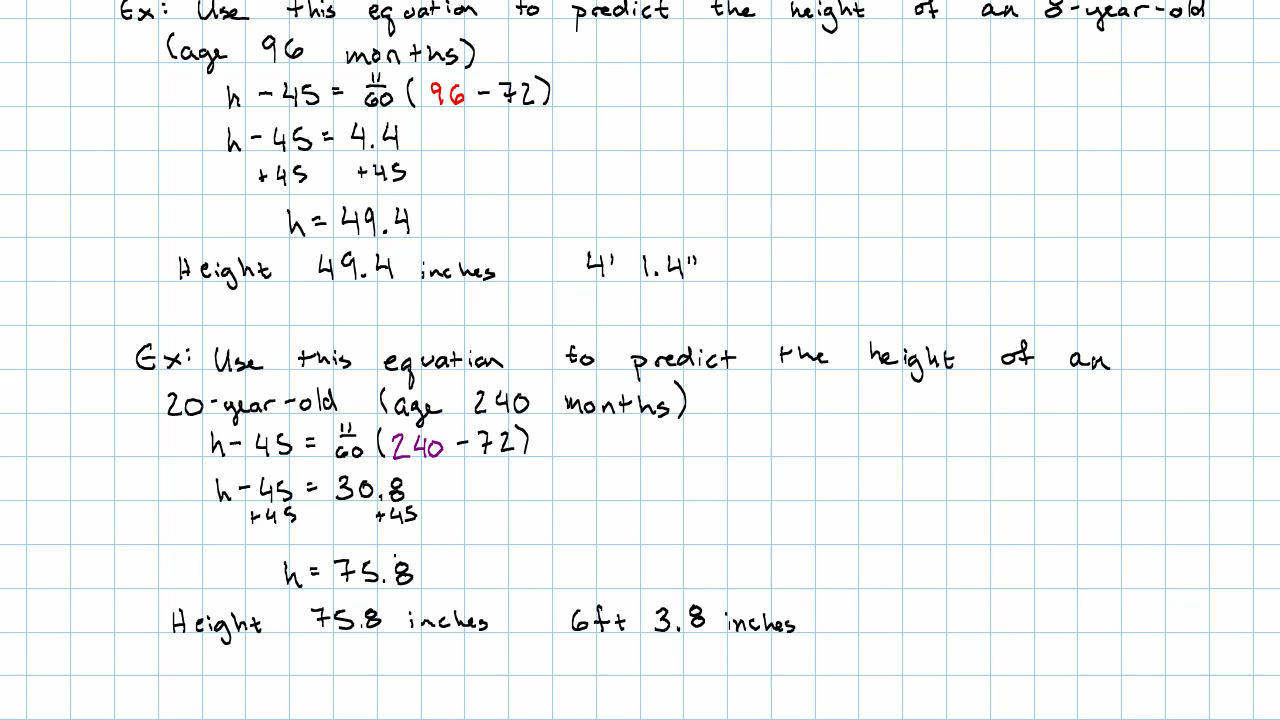 Ex: Use this equation to predict the height of an 8-year-old
(age 96 months)
h - 45 = 11/60 (96 - 72)
h - 45 = 4.4
+45 +45
h = 49.4
Height 49.4 inches 4' 1.4"
Ex: Use this equation to predict the height of an
20-year-old (age 240 months)
h - 45 = 11/60 (240 - 72)
h - 45 = 30.8
+45 +45
h = 75.8
Height 75.8 inches 6ft 3.8 inches